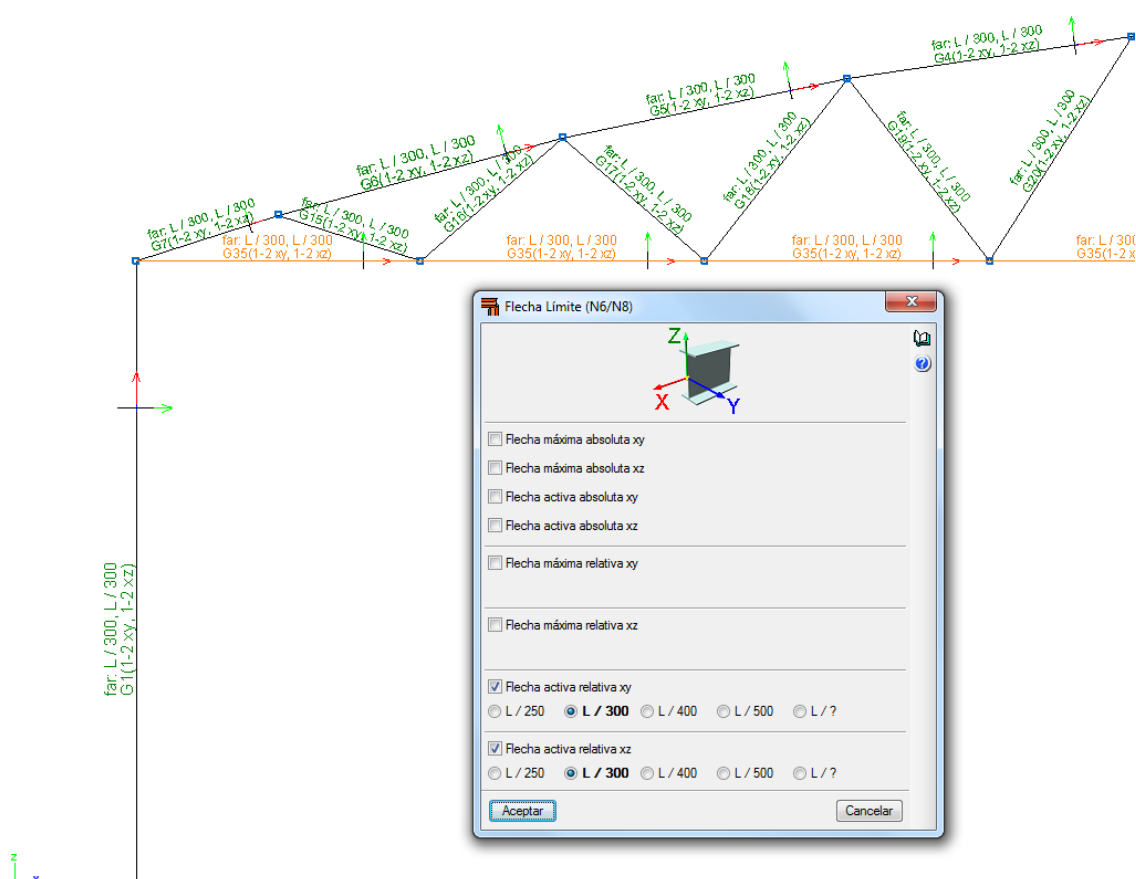 far: L / 300, L / 300
G4(1-2 xy, 1-2 xz)
far: L / 300, L / 300
G5(1-2 xy, 1-2 xz)
far: L / 300, L / 300
G6(1-2 xy, 1-2 xz)
far: L / 300, L / 300
G7(1-2 xy, 1-2 xz)
far: L / 300, L / 300
G15(1-2 xy, 1-2 xz)
far: L / 300, L / 300
G16(1-2 xy, 1-2 xz)
far: L / 300, L / 300
G17(1-2 xy, 1-2 xz)
far: L / 300, L / 300
G18(1-2 xy, 1-2 xz)
far: L / 300, L / 300
G19(1-2 xy, 1-2 xz)
far: L / 300, L / 300
G20(1-2 xy, 1-2 xz)
far: L / 300, L / 300
G35(1-2 xy, 1-2 xz)
far: L / 300, L / 300
G35(1-2 xy, 1-2 xz)
far: L / 300, L / 300
G35(1-2 xy, 1-2 xz)
far: L / 300
G35(1-2 x
far: L / 300, L / 300
G1(1-2 xy, 1-2 xz)
Flecha Límite (N6/N8)
Z
X
Y
Flecha máxima absoluta xy
Flecha máxima absoluta xz
Flecha activa absoluta xy
Flecha activa absoluta xz
Flecha máxima relativa xy
Flecha máxima relativa xz
Flecha activa relativa xy
L / 250 L / 300 L / 400 L / 500 L / ?
Flecha activa relativa xz
L / 250 L / 300 L / 400 L / 500 L / ?
Aceptar Cancelar
z